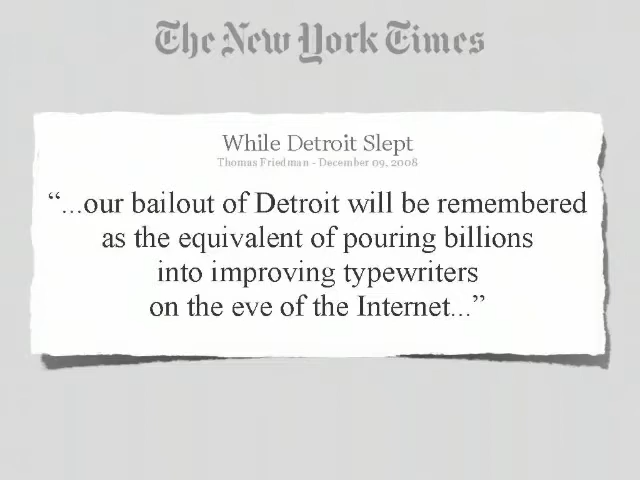 The New York Times
While Detroit Slept
Thomas Friedman - December 09, 2008
“...our bailout of Detroit will be remembered
as the equivalent of pouring billions
into improving typewriters
on the eve of the Internet...”